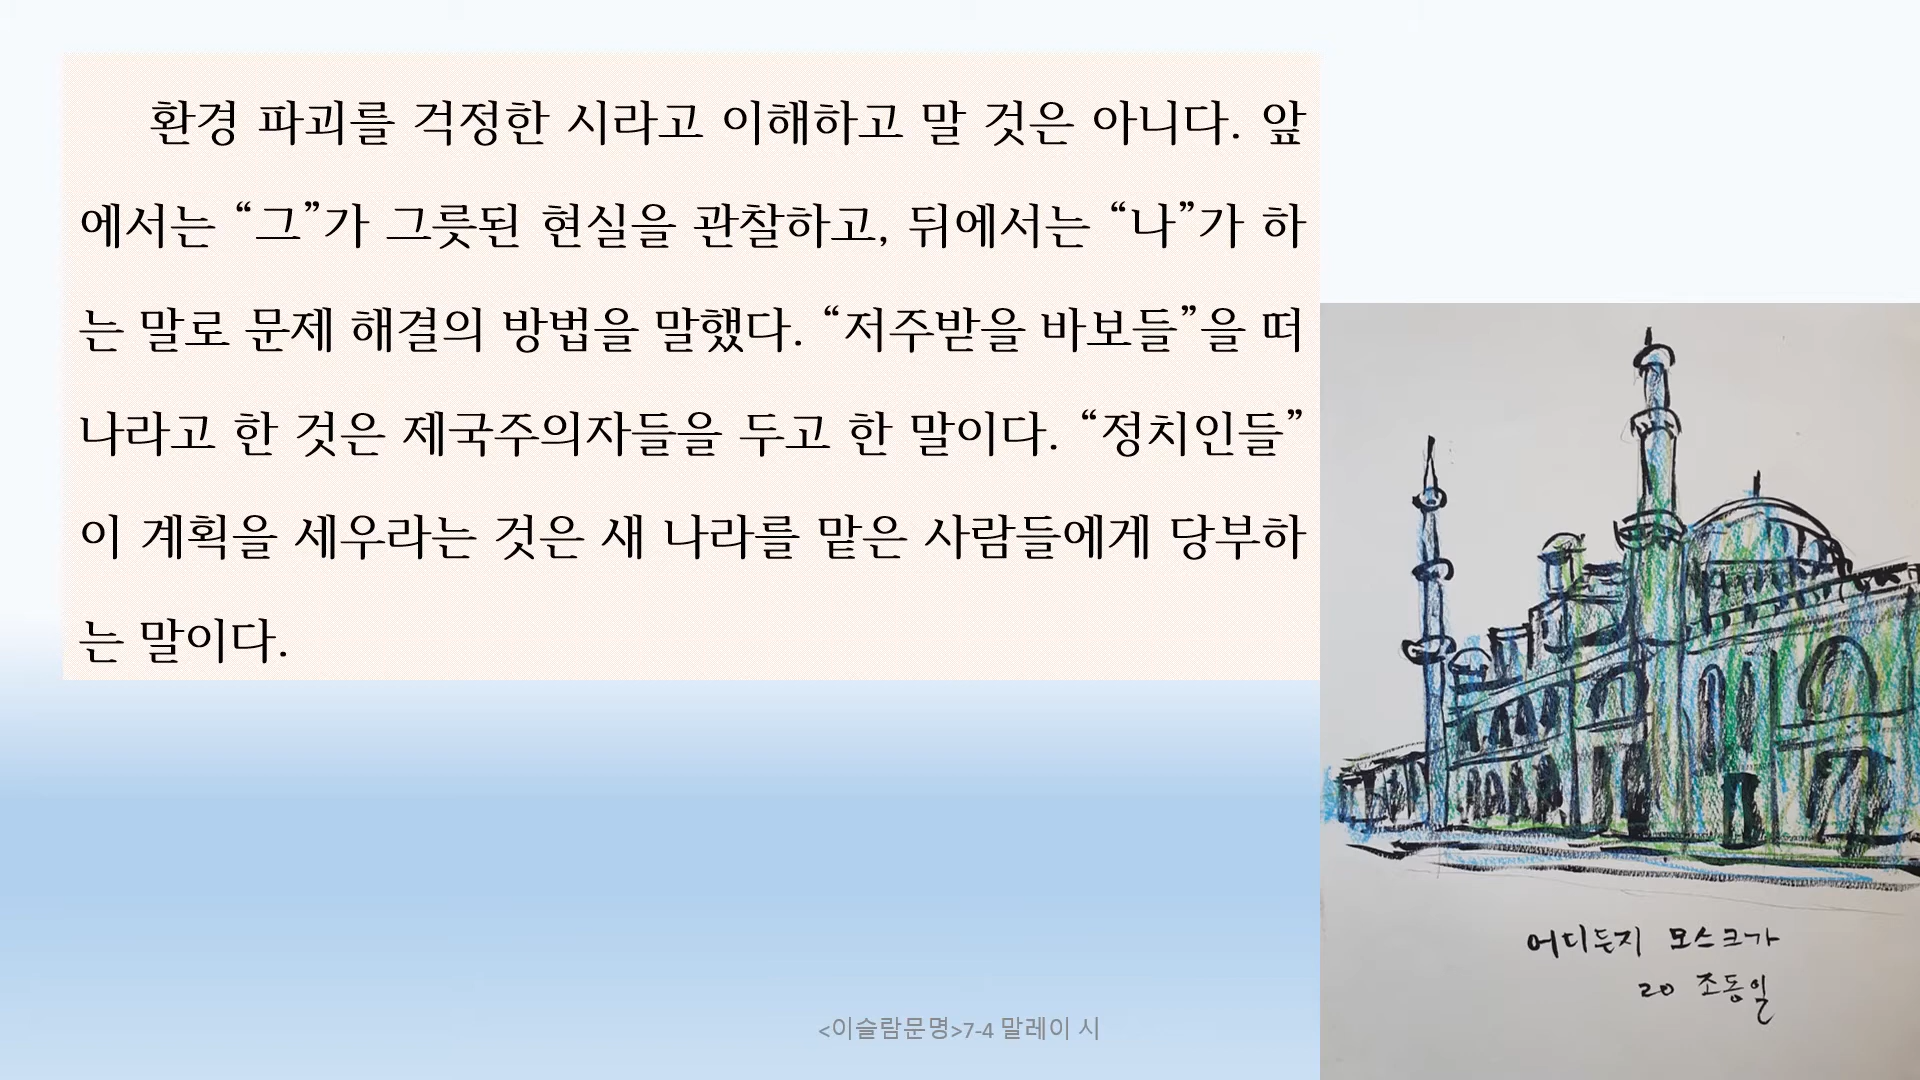 환경 파괴를 걱정한 시라고 이해하고 말 것은 아니다. 앞
에서는 “그”가 그릇된 현실을 관찰하고, 뒤에서는 “나”가 하
는 말로 문제 해결의 방법을 말했다. “저주받을 바보들”을 떠
나라고 한 것은 제국주의자들을 두고 한 말이다. “정치인들”
이 계획을 세우라는 것은 새 나라를 맡은 사람들에게 당부하
는 말이다.
어디든지 모스크가
20 조동일
<이슬람문명>7-4 말레이 시